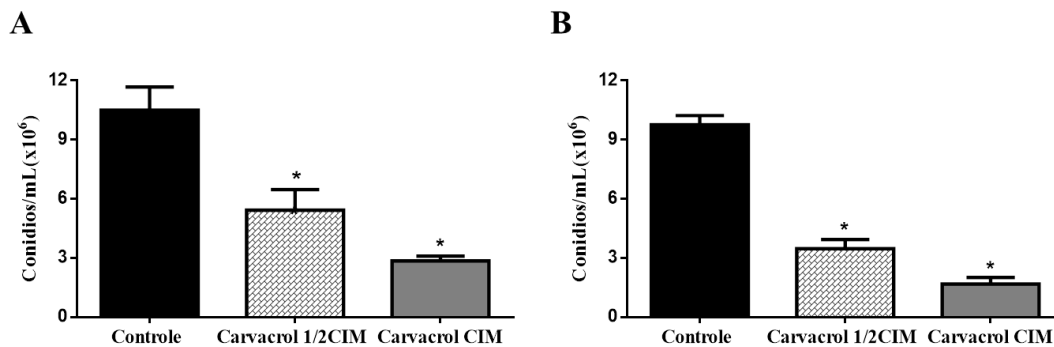 A
Conidios/mL(x10⁶)
12
9
6
3
0
*
*
Controle
Carvacrol 1/2CIM
Carvacrol CIM
B
Conidios/mL(x10⁶)
12
9
6
3
0
*
*
Controle
Carvacrol 1/2CIM
Carvacrol CIM